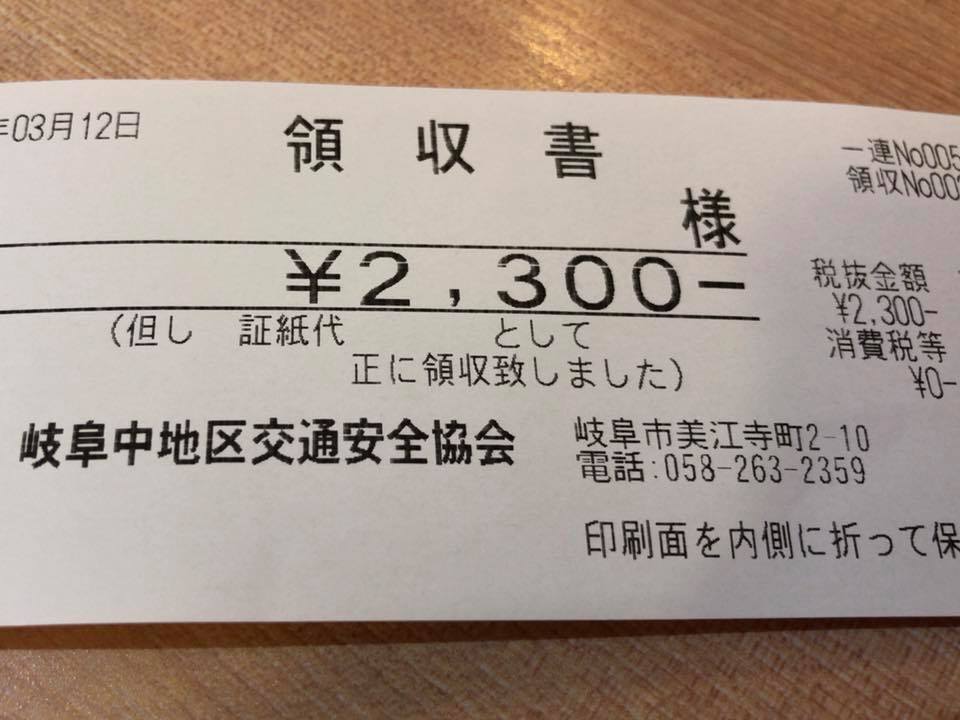 年03月12日
領収書
一連No005
領収No00
様
¥2,300-
税抜金額
¥2,300-
消費税等
¥0-
(但し 証紙代 として
正に領収致しました)
岐阜中地区交通安全協会
岐阜市美江寺町2-10
電話:058-263-2359
印刷面を内側に折って保